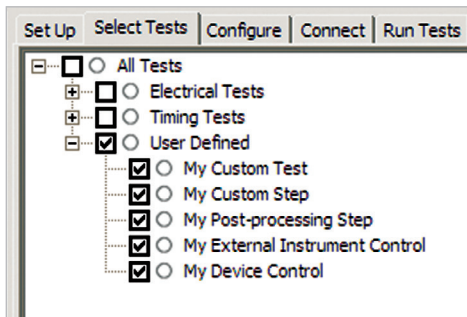 Set Up Select Tests Configure Connect Run Tests
All Tests
Electrical Tests
Timing Tests
User Defined
My Custom Test
My Custom Step
My Post-processing Step
My External Instrument Control
My Device Control